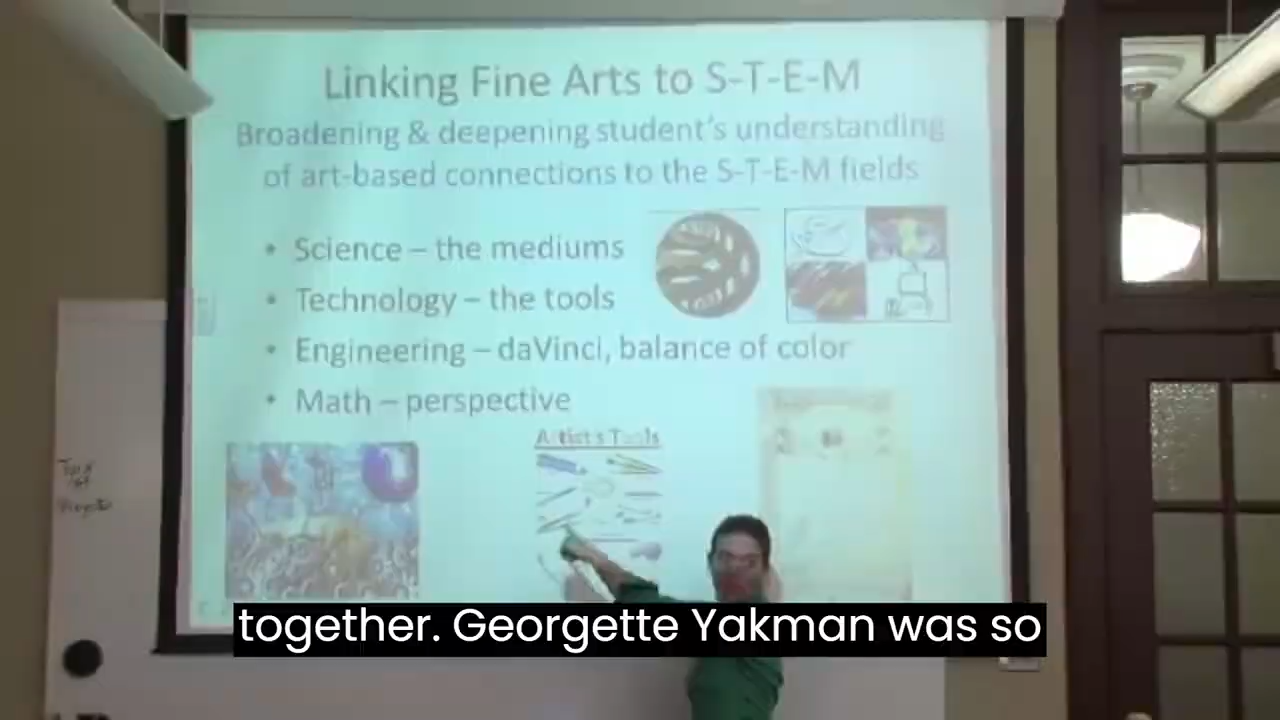 Linking Fine Arts to S-T-E-M
Broadening & deepening student's understanding
of art-based connections to the S-T-E-M fields
• Science – the mediums
• Technology – the tools
• Engineering – daVinci, balance of color
• Math – perspective
Artist's Tools
together. Georgette Yakman was so